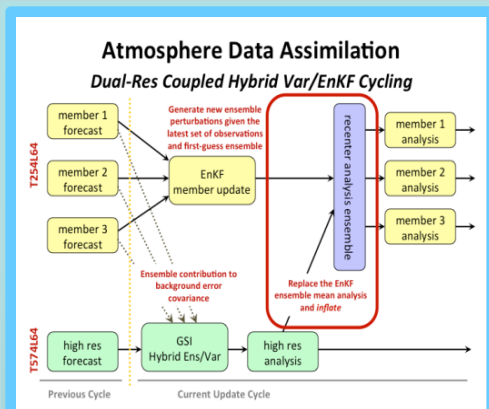 Atmosphere Data Assimilation
Dual-Res Coupled Hybrid Var/EnKF Cycling
T254L64
member 1
forecast
member 2
forecast
member 3
forecast
Generate new ensemble
perturbations given the
latest set of observations
and first-guess ensemble
EnKF
member update
recenter analysis ensemble
member 1
analysis
member 2
analysis
member 3
analysis
Ensemble contribution to
background error
covariance
Replace the EnKF
ensemble mean analysis
and inflate
T574L64
high res
forecast
GSI
Hybrid Ens/Var
high res
analysis
Previous Cycle
Current Update Cycle